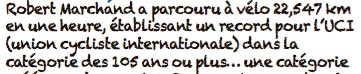 Robert Marchand a parcouru à vélo 22,547 km
en une heure, établissant un record pour l'UCI
(union cycliste internationale) dans la
catégorie des 105 ans ou plus... une catégorie